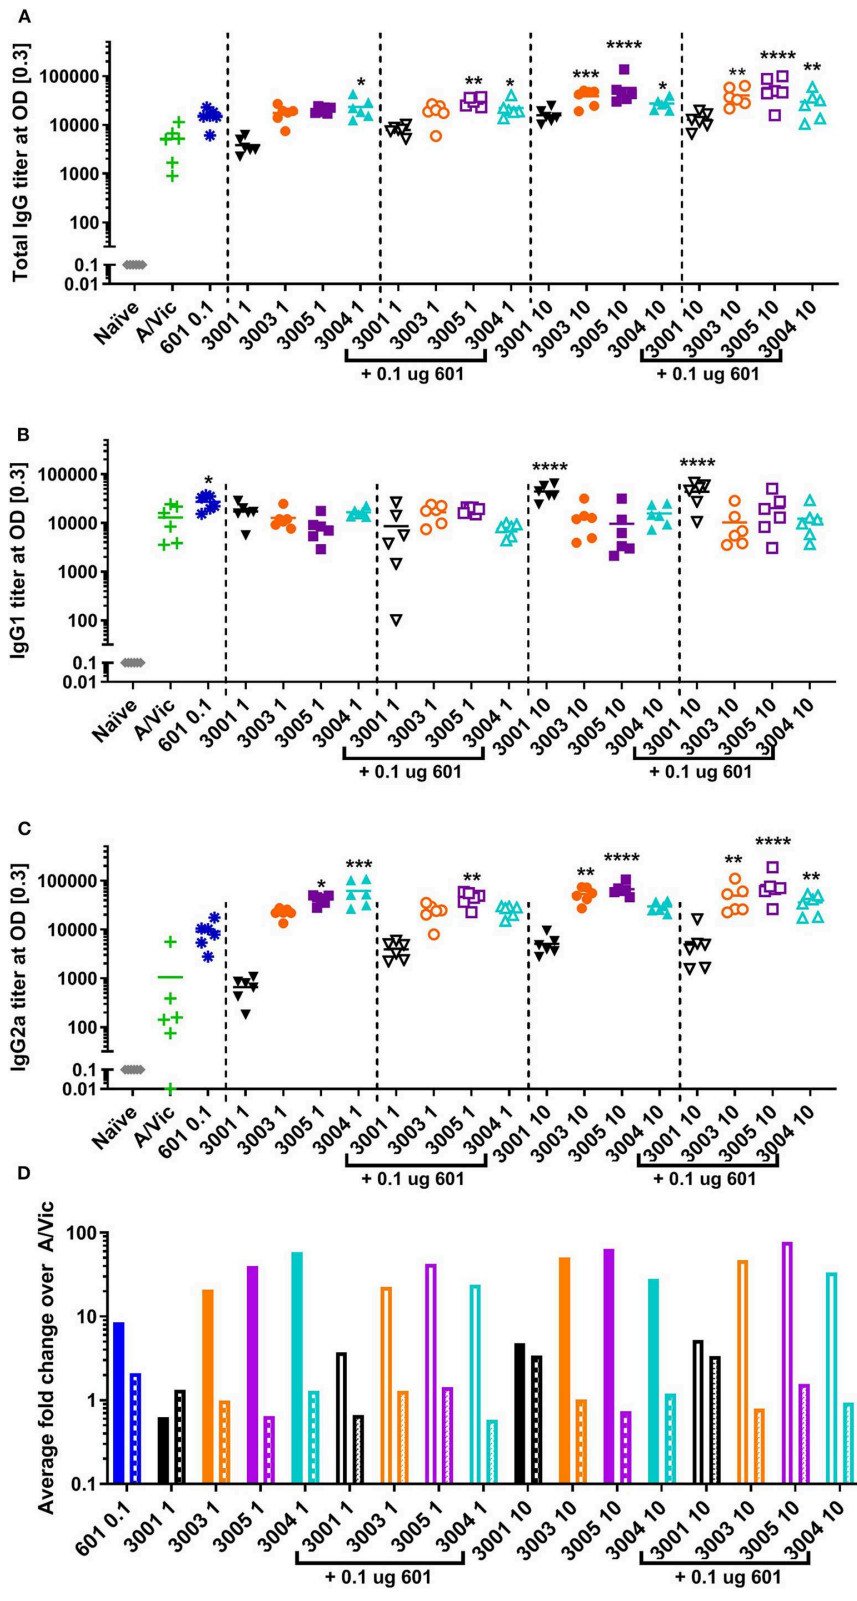 A
Total IgG titer at OD [0.3]
100000
10000
1000
100
0.1
0.01
* ** * *** **** * ** **** **
Naïve A/Vic 601 0.1 3001 1 3003 1 3005 1 3004 1 3001 1 3003 1 3005 1 3004 1 3001 10 3003 10 3005 10 3004 10 3001 10 3003 10 3005 10 3004 10
+ 0.1 ug 601 + 0.1 ug 601
B
IgG1 titer at OD [0.3]
100000
10000
1000
100
0.1
0.01
* **** ****
Naïve A/Vic 601 0.1 3001 1 3003 1 3005 1 3004 1 3001 1 3003 1 3005 1 3004 1 3001 10 3003 10 3005 10 3004 10 3001 10 3003 10 3005 10 3004 10
+ 0.1 ug 601 + 0.1 ug 601
C
IgG2a titer at OD [0.3]
100000
10000
1000
100
0.1
0.01
* *** ** ** **** ** **** **
Naïve A/Vic 601 0.1 3001 1 3003 1 3005 1 3004 1 3001 1 3003 1 3005 1 3004 1 3001 10 3003 10 3005 10 3004 10 3001 10 3003 10 3005 10 3004 10
+ 0.1 ug 601 + 0.1 ug 601
D
Average fold change over A/Vic
100
10
1
0.1
601 0.1 3001 1 3003 1 3005 1 3004 1 3001 1 3003 1 3005 1 3004 1 3001 10 3003 10 3005 10 3004 10 3001 10 3003 10 3005 10 3004 10
+ 0.1 ug 601 + 0.1 ug 601